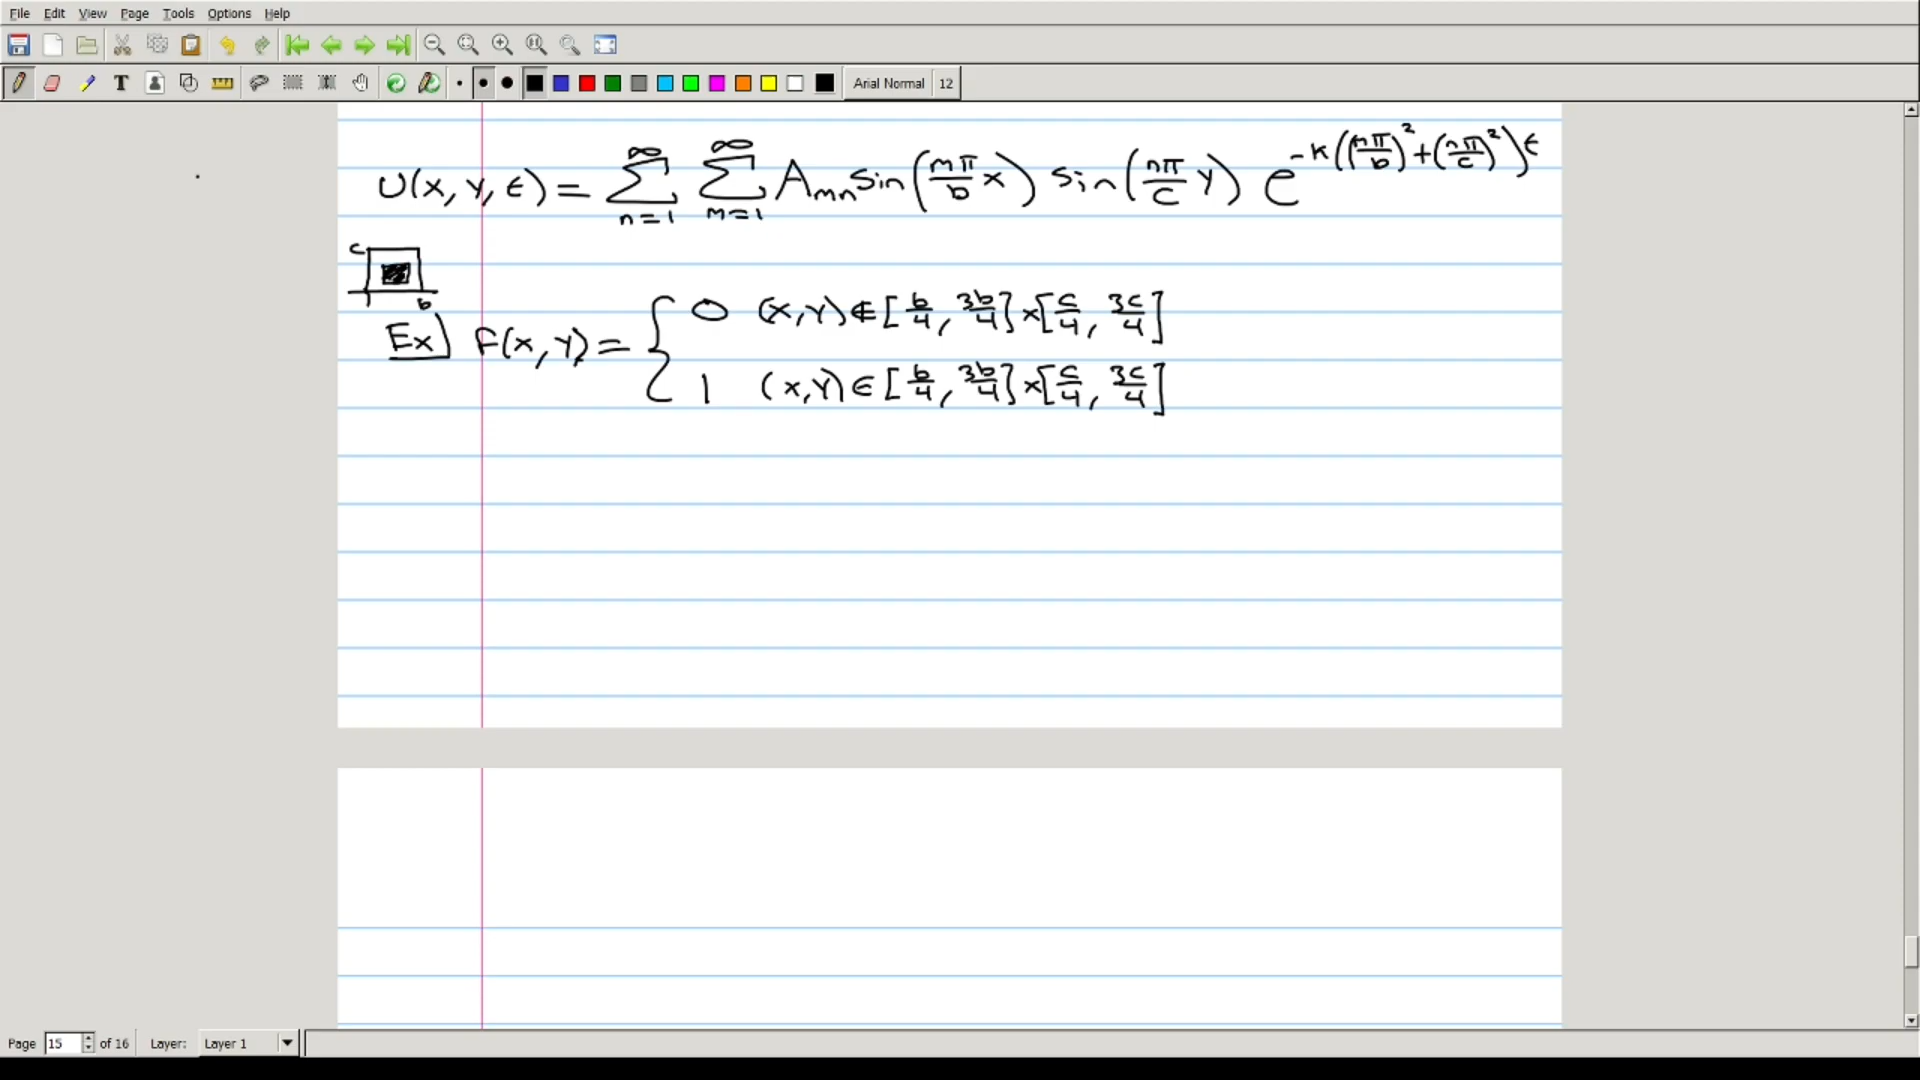 File Edit View Page Tools Options Help
T Arial Normal 12
U(x, y, t) = ∑_{n=1}^{∞} ∑_{m=1}^{∞} A_{mn} sin(mπ/b x) sin(nπ/c y) e^{-k((mπ/b)^2+(nπ/c)^2)t}
c
b
Ex) F(x, y) = { 0 (x,y)∉[b/4, 3b/4]×[c/4, 3c/4]
1 (x,y)∈[b/4, 3b/4]×[c/4, 3c/4]
Page 15 of 16 Layer: Layer 1